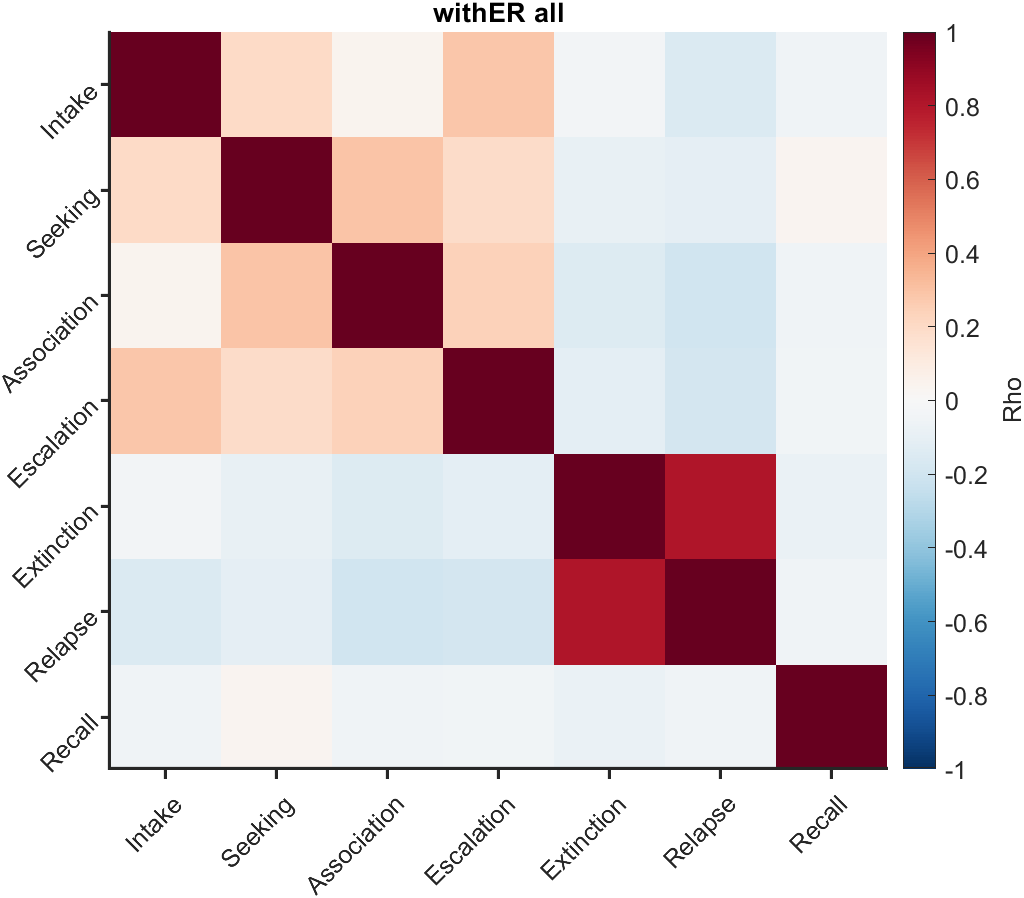 withER all
Intake
Seeking
Association
Escalation
Extinction
Relapse
Recall
Intake
Seeking
Association
Escalation
Extinction
Relapse
Recall
1
0.8
0.6
0.4
0.2
0
-0.2
-0.4
-0.6
-0.8
-1
Rho